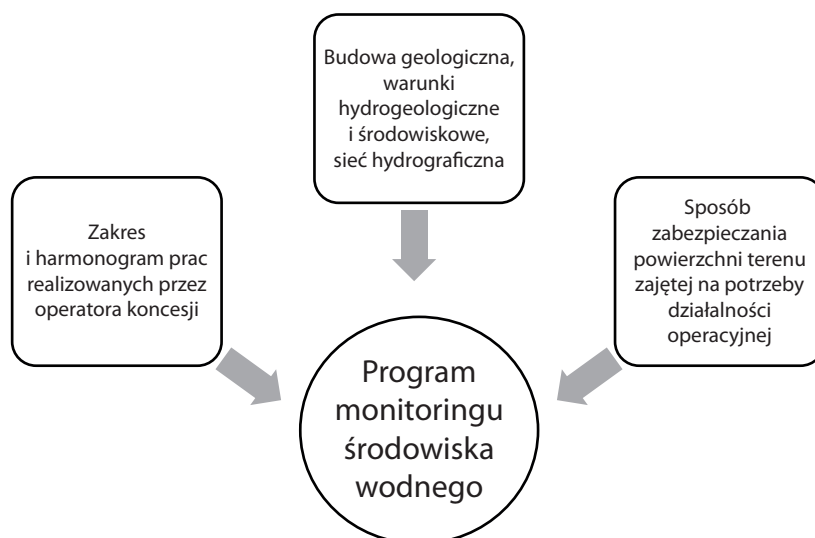 Budowa geologiczna,
warunki
hydrogeologiczne
i środowiskowe,
sieć hydrograficzna
Zakres
i harmonogram prac
realizowanych przez
operatora koncesji
Sposób
zabezpieczania
powierzchni terenu
zajętej na potrzeby
działalności
operacyjnej
Program
monitoringu
środowiska
wodnego